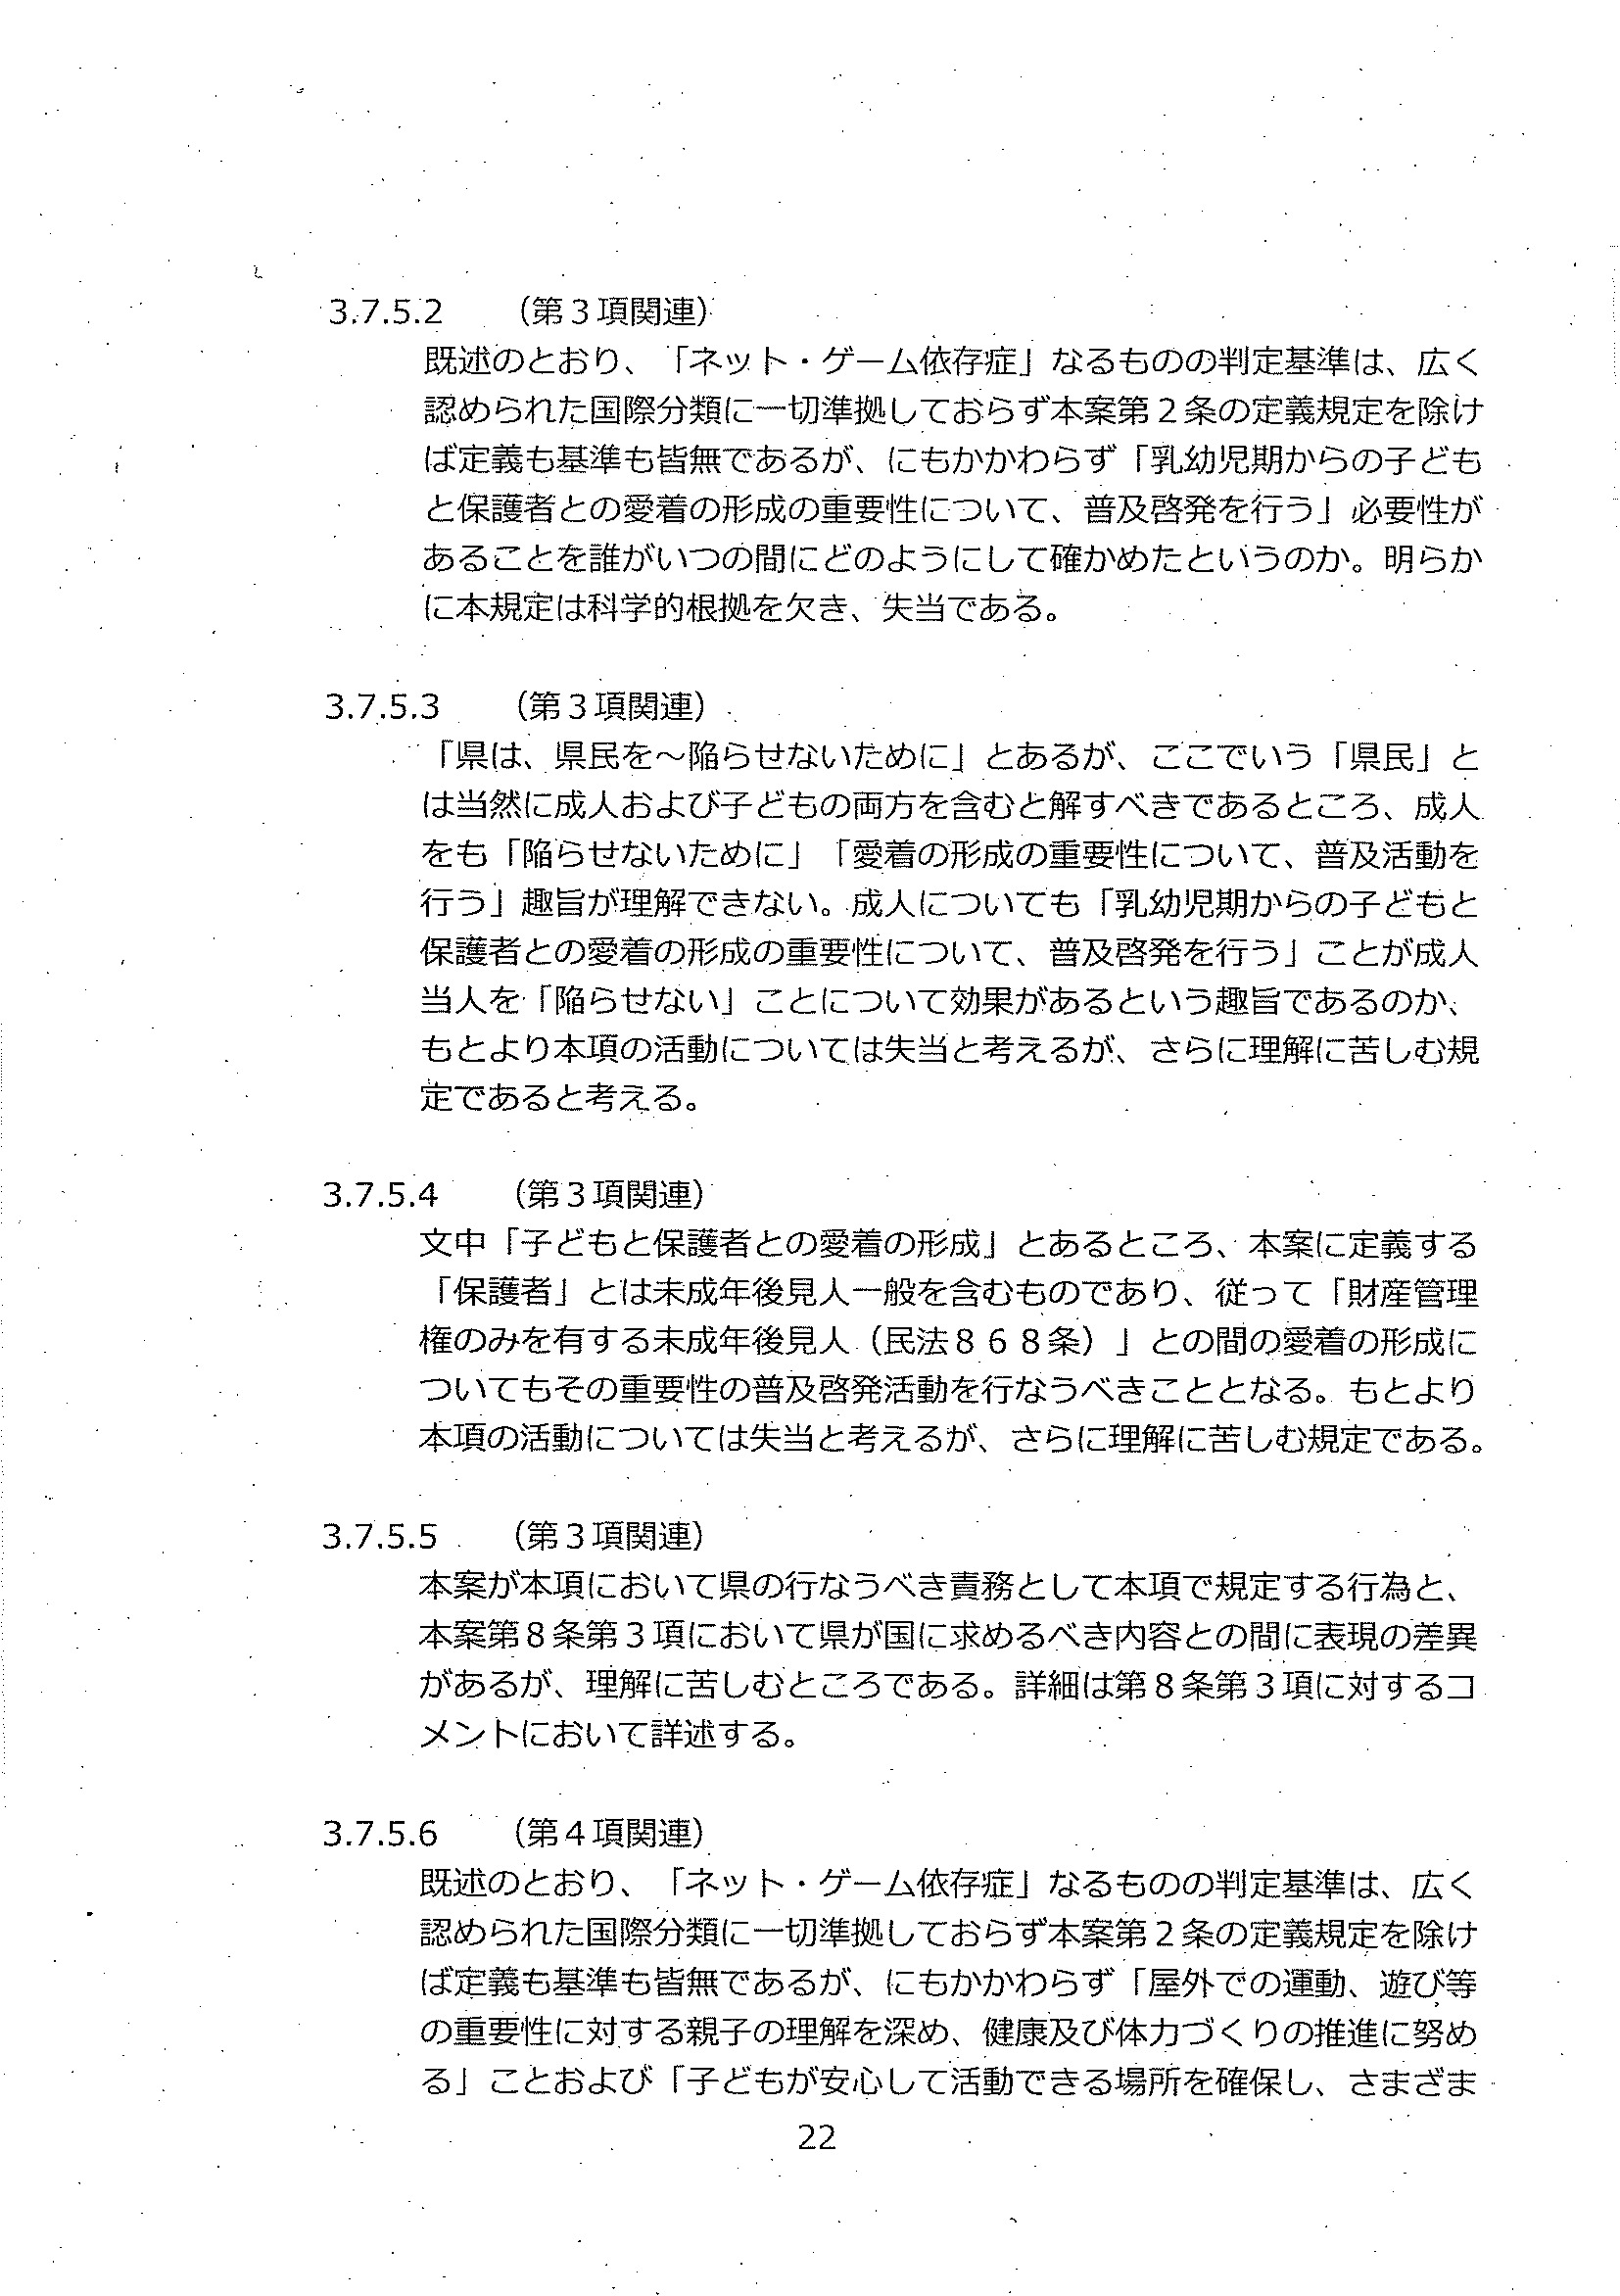 3.7.5.2　（第３項関連）
既述のとおり、「ネット・ゲーム依存症」なるものの判定基準は、広く
認められた国際分類に一切準拠しておらず本案第２条の定義規定を除け
ば定義も基準も皆無であるが、にもかかわらず「乳幼児期からの子ども
と保護者との愛着の形成の重要性について、普及啓発を行う」必要性が
あることを誰がいつの間にどのようにして確かめたというのか。明らか
に本規定は科学的根拠を欠き、失当である。
3.7.5.3　（第３項関連）
「県は、県民を～陥らせないために」とあるが、ここでいう「県民」と
は当然に成人および子どもの両方を含むと解すべきであるところ、成人
をも「陥らせないために」「愛着の形成の重要性について、普及活動を
行う」趣旨が理解できない。成人についても「乳幼児期からの子どもと
保護者との愛着の形成の重要性について、普及啓発を行う」ことが成人
当人を「陥らせない」ことについて効果があるという趣旨であるのか、
もとより本項の活動については失当と考えるが、さらに理解に苦しむ規
定であると考える。
3.7.5.4　（第３項関連）
文中「子どもと保護者との愛着の形成」とあるところ、本案に定義する
「保護者」とは未成年後見人一般を含むものであり、従って「財産管理
権のみを有する未成年後見人（民法８６８条）」との間の愛着の形成に
ついてもその重要性の普及啓発活動を行なうべきこととなる。もとより
本項の活動については失当と考えるが、さらに理解に苦しむ規定である。
3.7.5.5　（第３項関連）
本案が本項において県の行なうべき責務として本項で規定する行為と、
本案第８条第３項において県が国に求めるべき内容との間に表現の差異
があるが、理解に苦しむところである。詳細は第８条第３項に対するコ
メントにおいて詳述する。
3.7.5.6　（第４項関連）
既述のとおり、「ネット・ゲーム依存症」なるものの判定基準は、広く
認められた国際分類に一切準拠しておらず本案第２条の定義規定を除け
ば定義も基準も皆無であるが、にもかかわらず「屋外での運動、遊び等
の重要性に対する親子の理解を深め、健康及び体力づくりの推進に努め
る」ことおよび「子どもが安心して活動できる場所を確保し、さまざま
22